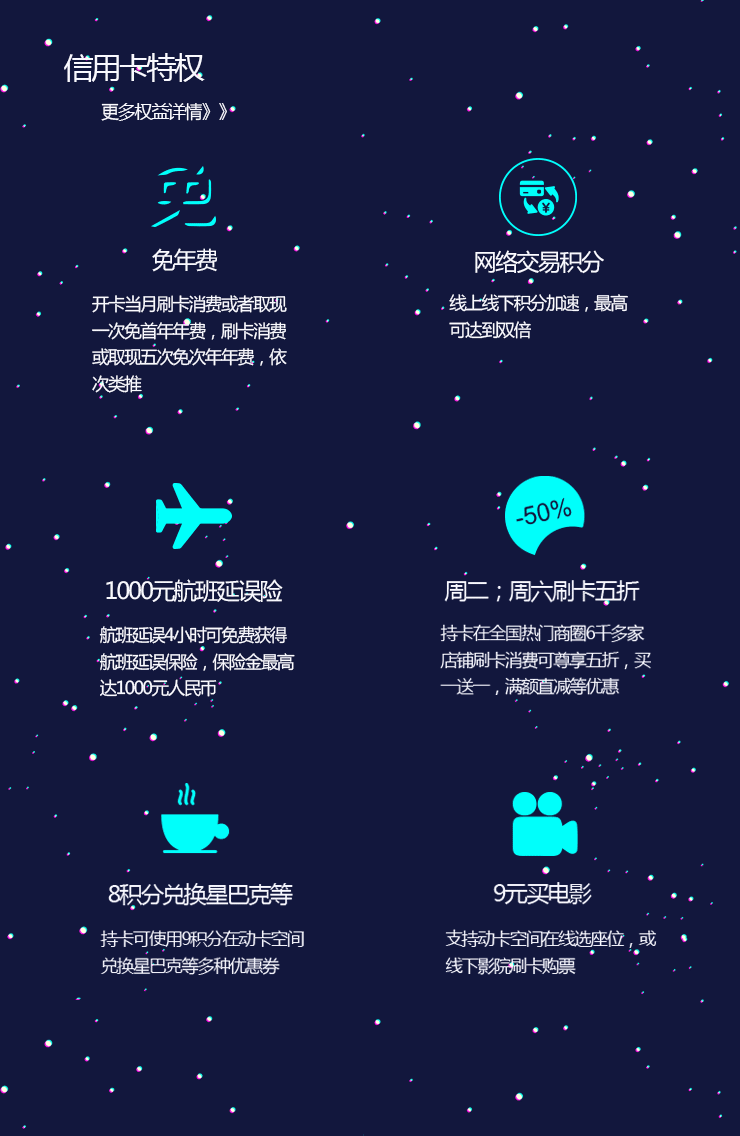 信用卡特权
更多权益详情》》
免
免年费
开卡当月刷卡消费或者取现
一次免首年年费，刷卡消费
或取现五次免次年年费，依
次类推
¥
网络交易积分
线上线下积分加速，最高
可达到双倍
1000元航班延误险
航班延误4小时可免费获得
航班延误保险，保险金最高
达1000元人民币
-50%
周二；周六刷卡五折
持卡在全国热门商圈6千多家
店铺刷卡消费可尊享五折，买
一送一，满额直减等优惠
8积分兑换星巴克等
持卡可使用9积分在动卡空间
兑换星巴克等多种优惠券
9元买电影
支持动卡空间在线选座位，或
线下影院刷卡购票